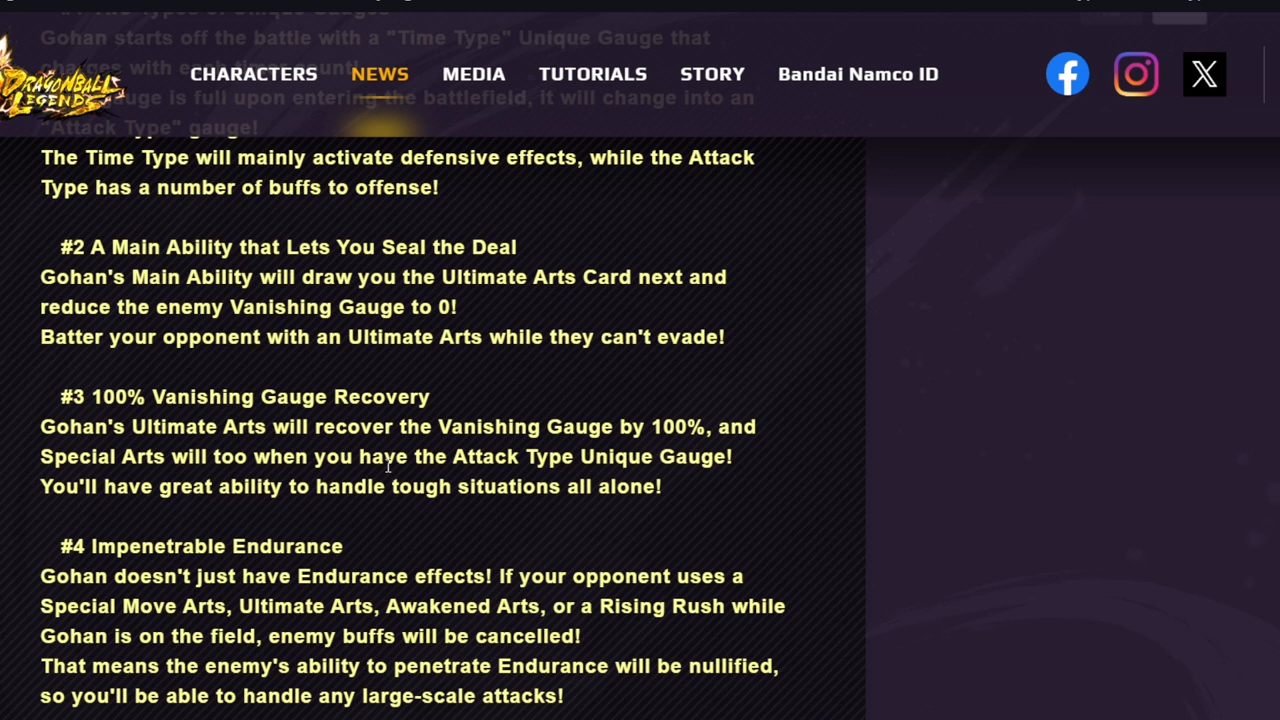 Gohan starts off the battle with a "Time Type" Unique Gauge that
DRAGONBALL
LEGENDS
CHARACTERS NEWS MEDIA TUTORIALS STORY Bandai Namco ID
auge is full upon entering the battlefield, it will change into an
"Attack Type" gauge!
The Time Type will mainly activate defensive effects, while the Attack
Type has a number of buffs to offense!
#2 A Main Ability that Lets You Seal the Deal
Gohan's Main Ability will draw you the Ultimate Arts Card next and
reduce the enemy Vanishing Gauge to 0!
Batter your opponent with an Ultimate Arts while they can't evade!
#3 100% Vanishing Gauge Recovery
Gohan's Ultimate Arts will recover the Vanishing Gauge by 100%, and
Special Arts will too when you have the Attack Type Unique Gauge!
You'll have great ability to handle tough situations all alone!
#4 Impenetrable Endurance
Gohan doesn't just have Endurance effects! If your opponent uses a
Special Move Arts, Ultimate Arts, Awakened Arts, or a Rising Rush while
Gohan is on the field, enemy buffs will be cancelled!
That means the enemy's ability to penetrate Endurance will be nullified,
so you'll be able to handle any large-scale attacks!